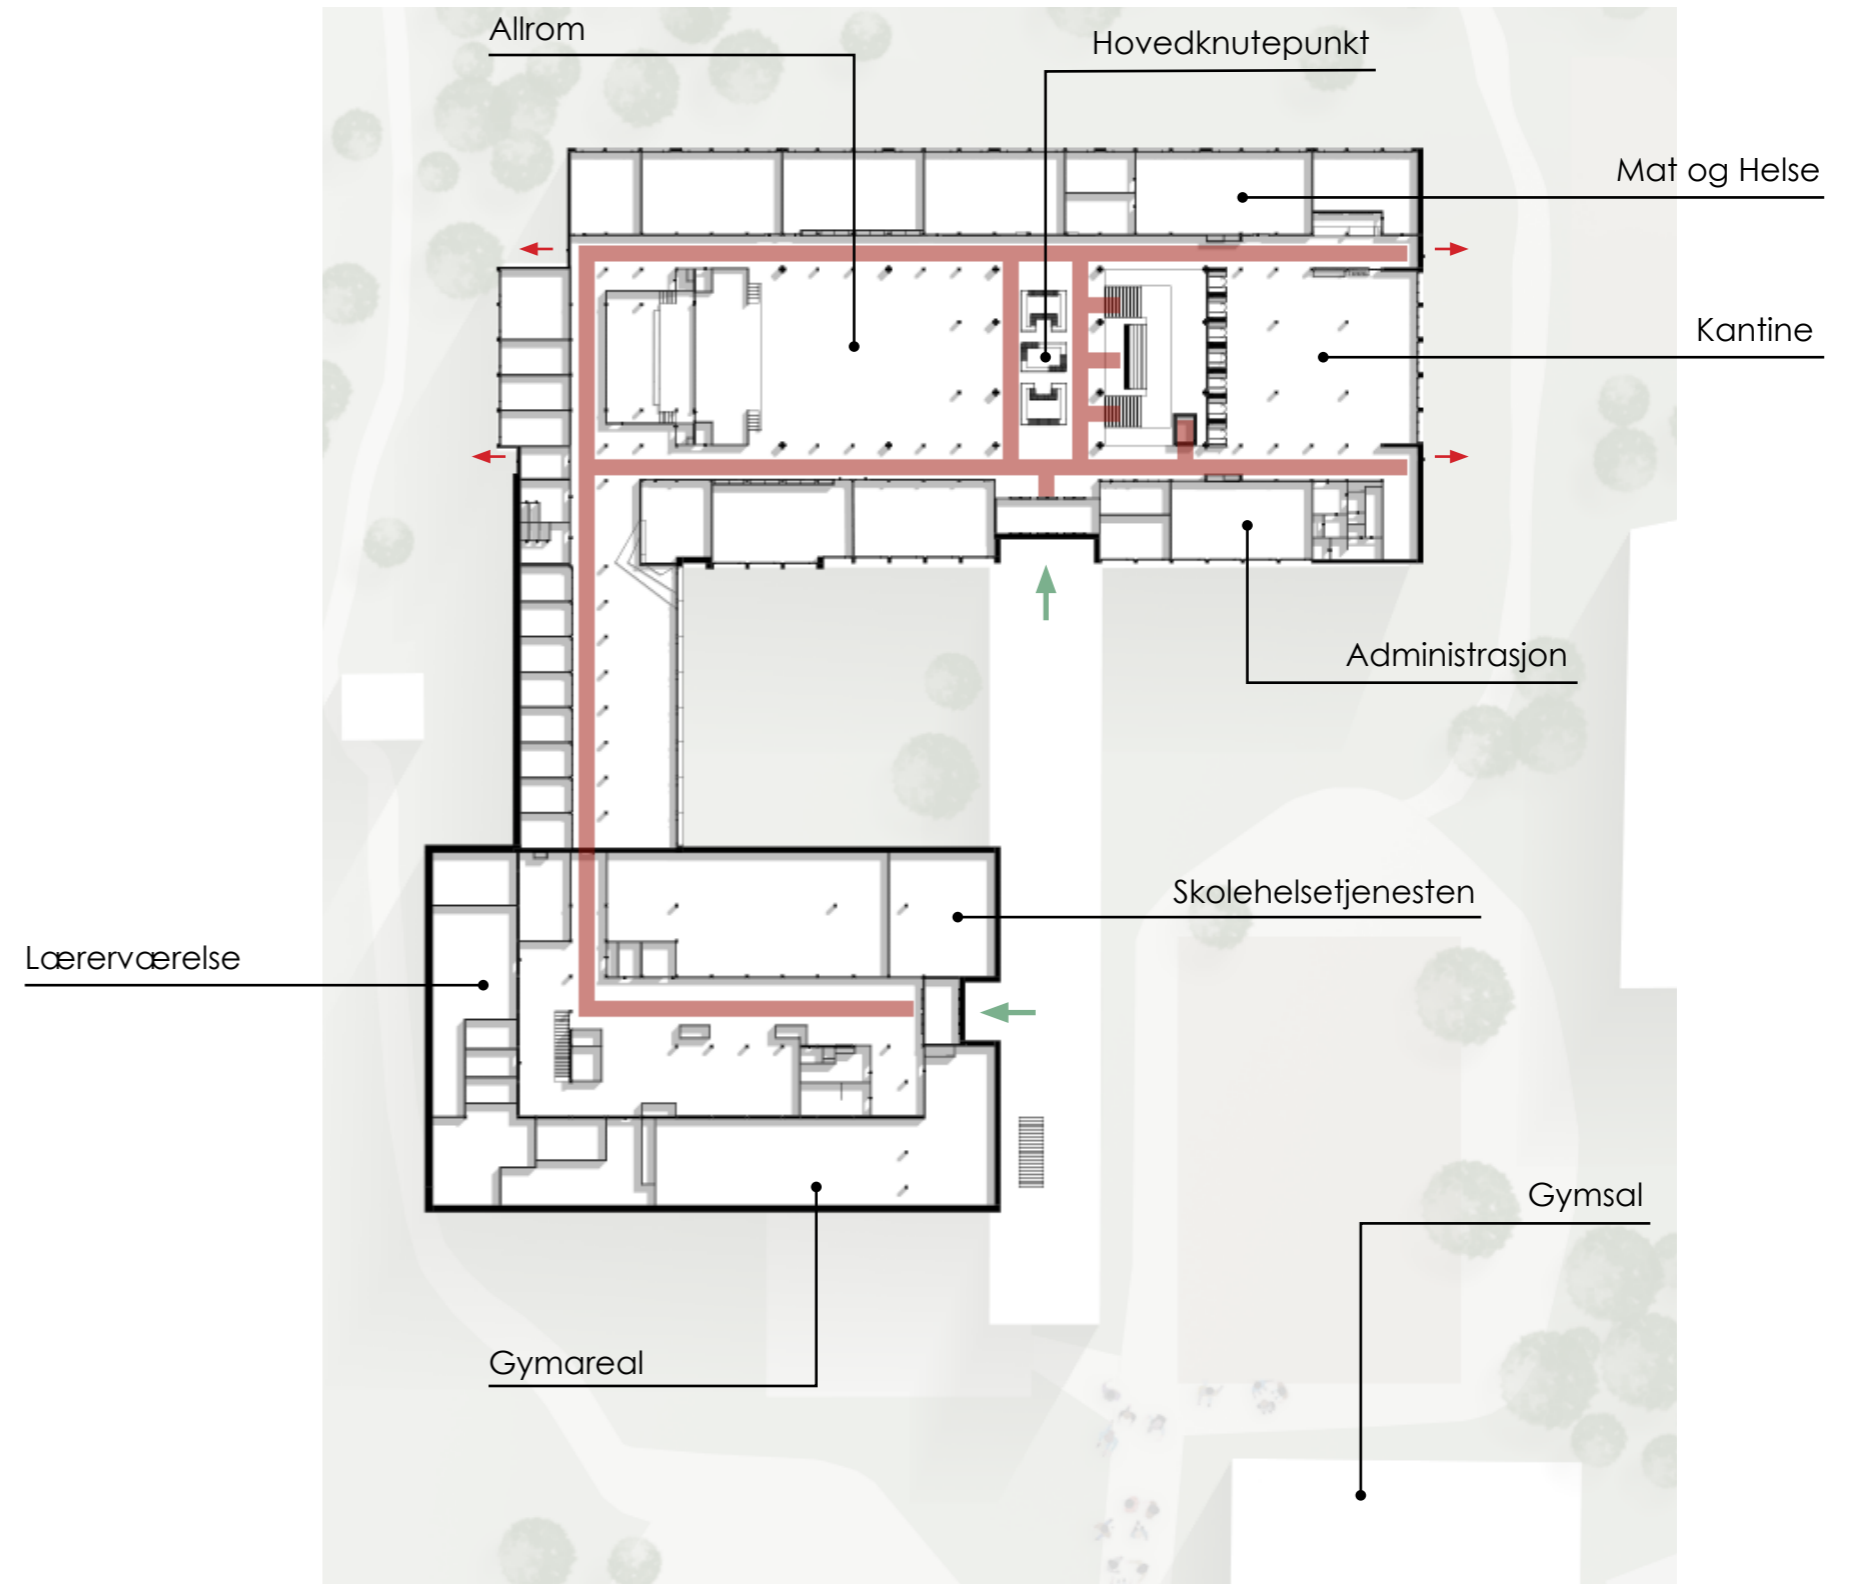 Allrom
Hovedknutepunkt
Mat og Helse
Kantine
Administrasjon
Skolehelsetjenesten
Lærerværelse
Gymsal
Gymareal